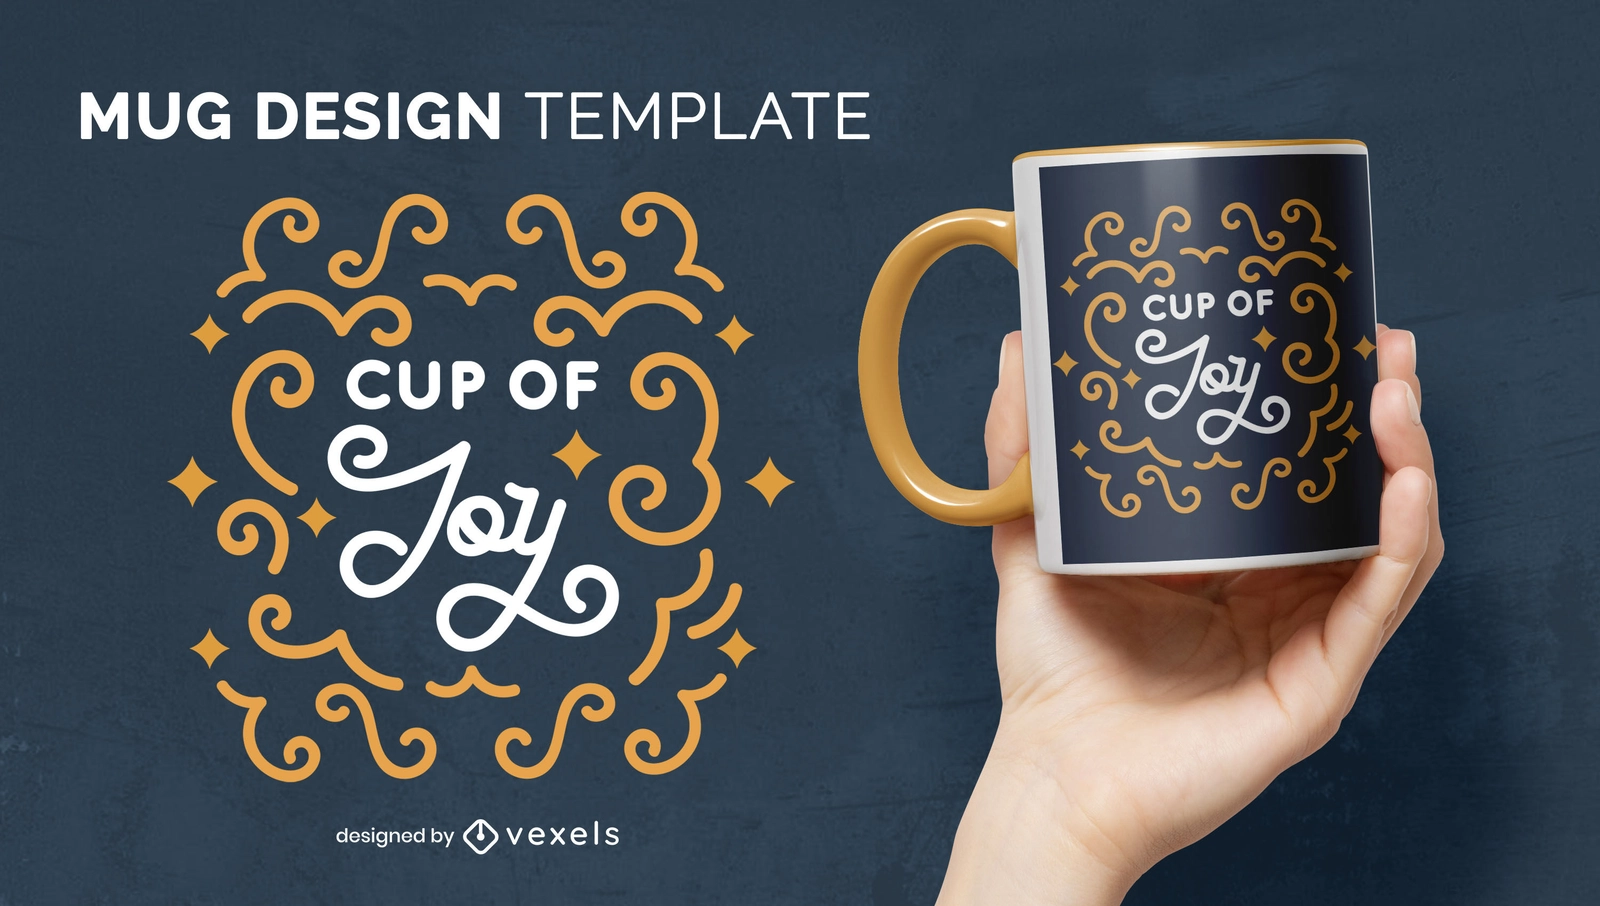 MUG DESIGN TEMPLATE
CUP OF
Joy
designed by vexels
CUP OF
Joy